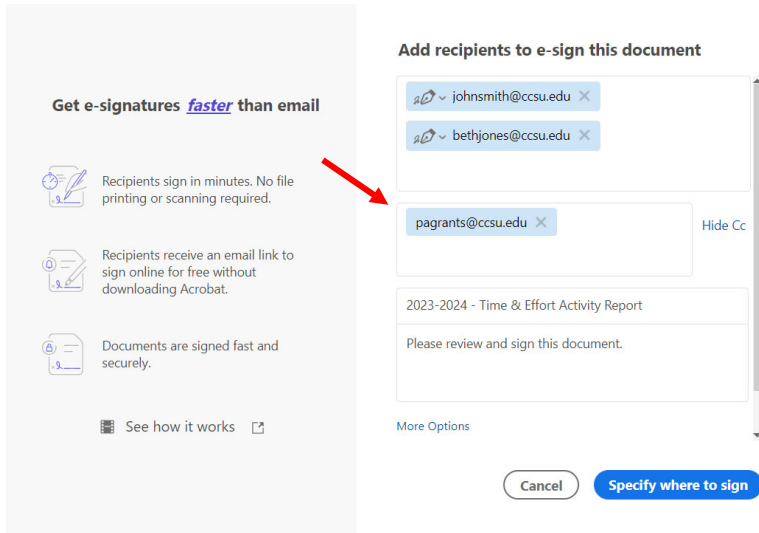 Get e-signatures faster than email
Recipients sign in minutes. No file
printing or scanning required.
Recipients receive an email link to
sign online for free without
downloading Acrobat.
Documents are signed fast and
securely.
See how it works
Add recipients to e-sign this document
johnsmith@ccsu.edu
bethjones@ccsu.edu
pagrants@ccsu.edu
Hide Cc
2023-2024 - Time & Effort Activity Report
Please review and sign this document.
More Options
Cancel
Specify where to sign